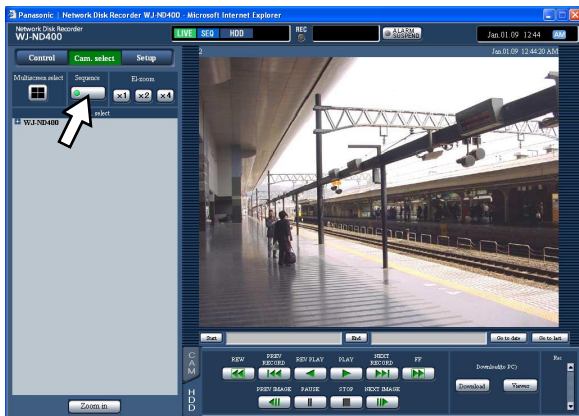 Panasonic | Network Disk Recorder WJ-ND400 - Microsoft Internet Explorer
Network Disk Recorder
WJ-ND400
LIVE SEQ HDD
REC
ALARM
SUSPEND
Jan.01.09 12:44 AM
Control Cam. select Setup
2
Jan.01.09 12:44:20 AM
Multiscreen select Sequence El-zoom
x1 x2 x4
select
WJ-ND400
Start End Go to date Go to last
CAM
HDD
REW PREV RECORD REV PLAY PLAY NEXT RECORD FF
PREV IMAGE PAUSE STOP NEXT IMAGE
Download(to PC)
Download Viewer
Rec
Zoom in